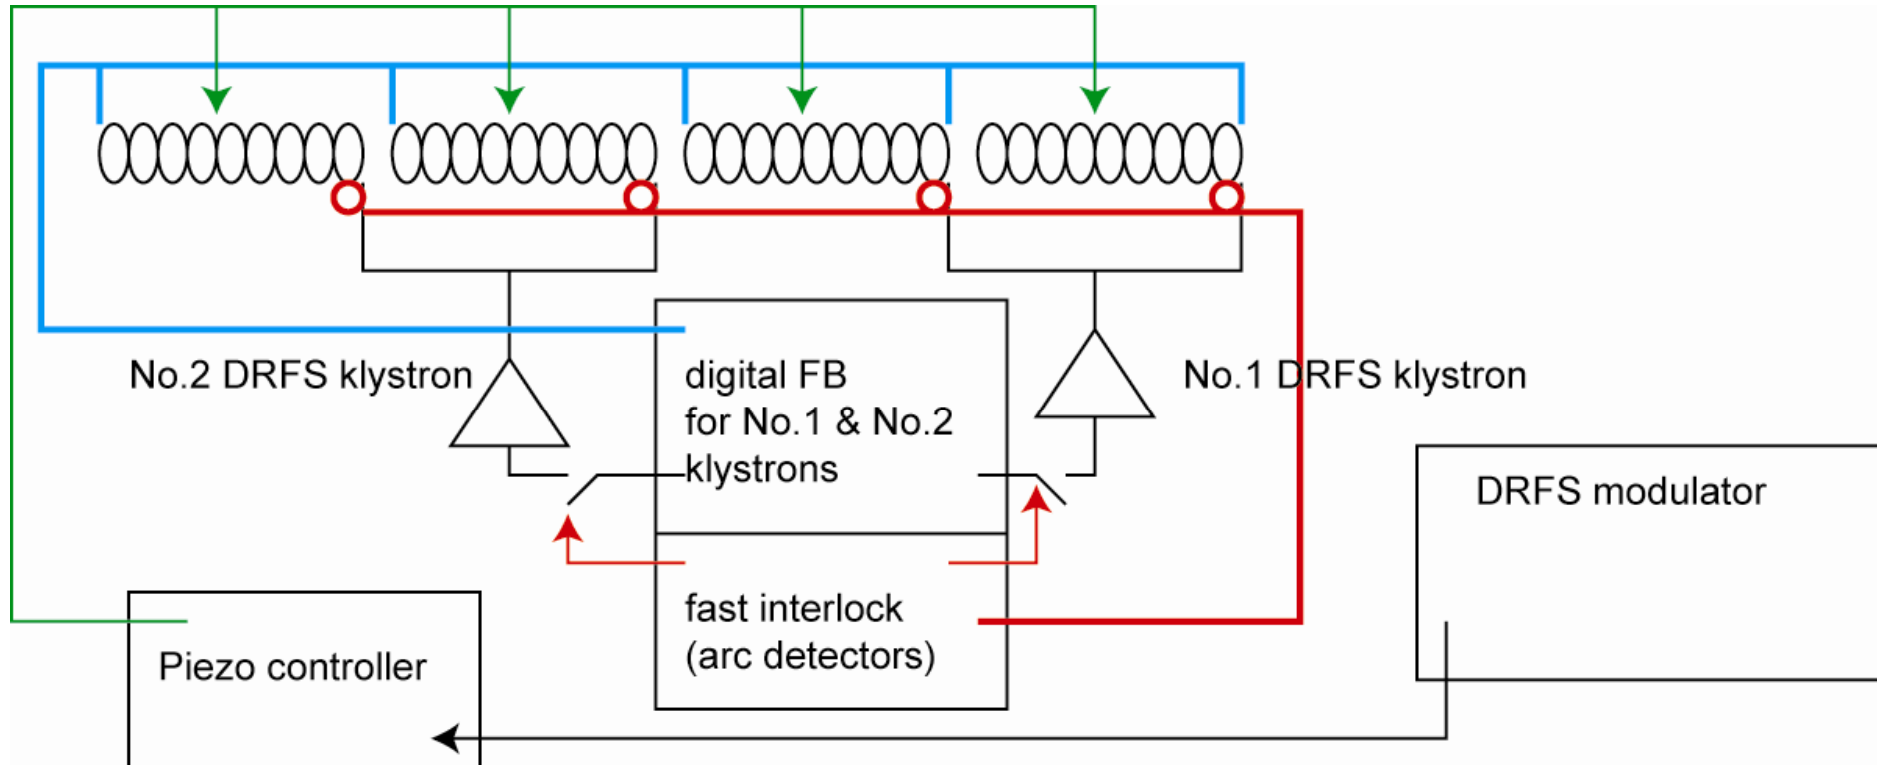 No.2 DRFS klystron
digital FB
for No.1 & No.2
klystrons
No.1 DRFS klystron
DRFS modulator
fast interlock
(arc detectors)
Piezo controller